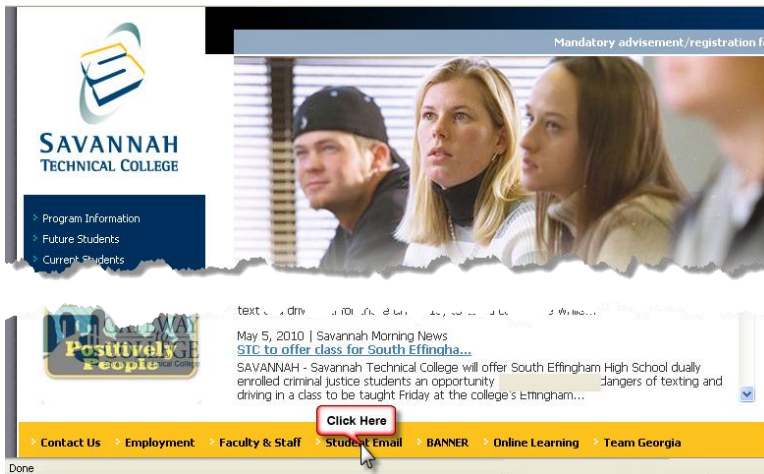 Mandatory advisement/registration f
SAVANNAH
TECHNICAL COLLEGE
Program Information
Future Students
Current Students
GATEWAY
Positively
People
May 5, 2010 | Savannah Morning News
STC to offer class for South Effingha...
SAVANNAH - Savannah Technical College will offer South Effingham High School dually
enrolled criminal justice students an opportunity dangers of texting and
driving in a class to be taught Friday at the college's Effingham...
Click Here
Contact Us Employment Faculty & Staff Student Email BANNER Online Learning Team Georgia
Done